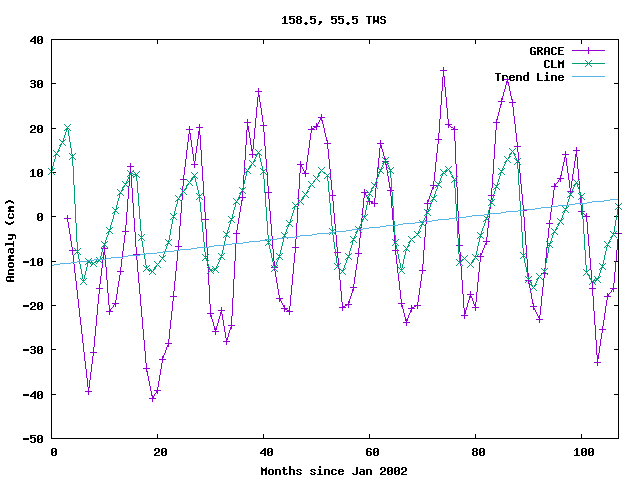 158.5, 55.5 TWS
GRACE
CLM
Trend Line
40
30
20
10
0
-10
-20
-30
-40
-50
Anomaly (cm)
0 20 40 60 80 100
Months since Jan 2002